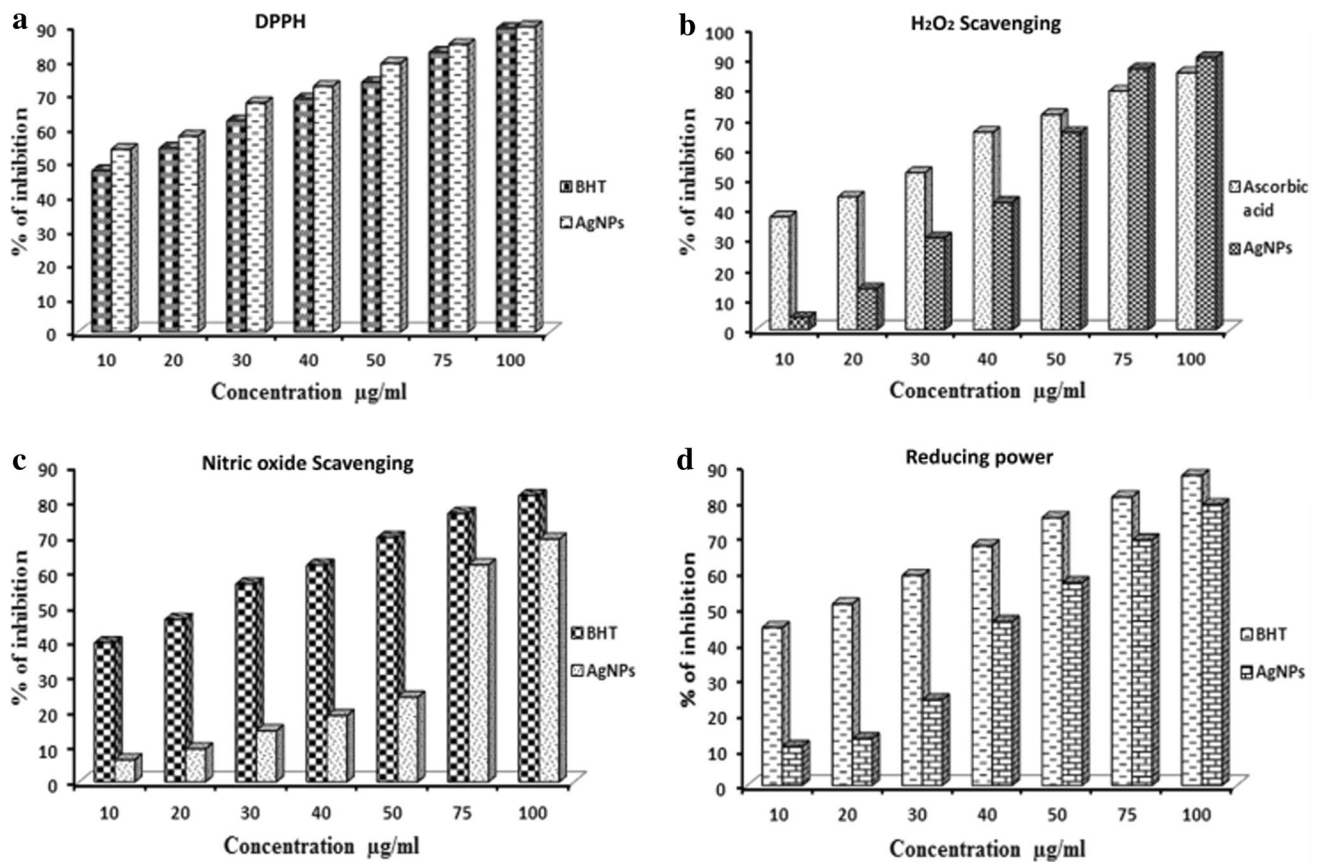 a
DPPH
% of inhibition
90
80
70
60
50
40
30
20
10
0
10 20 30 40 50 75 100
Concentration µg/ml
BHT
AgNPs
b
H₂O₂ Scavenging
% of inhibition
100
90
80
70
60
50
40
30
20
10
0
10 20 30 40 50 75 100
Concentration µg/ml
Ascorbic
acid
AgNPs
c
Nitric oxide Scavenging
% of inhibition
90
80
70
60
50
40
30
20
10
0
10 20 30 40 50 75 100
Concentration µg/ml
BHT
AgNPs
d
Reducing power
% of inhibition
90
80
70
60
50
40
30
20
10
0
10 20 30 40 50 75 100
Concentration µg/ml
BHT
AgNPs